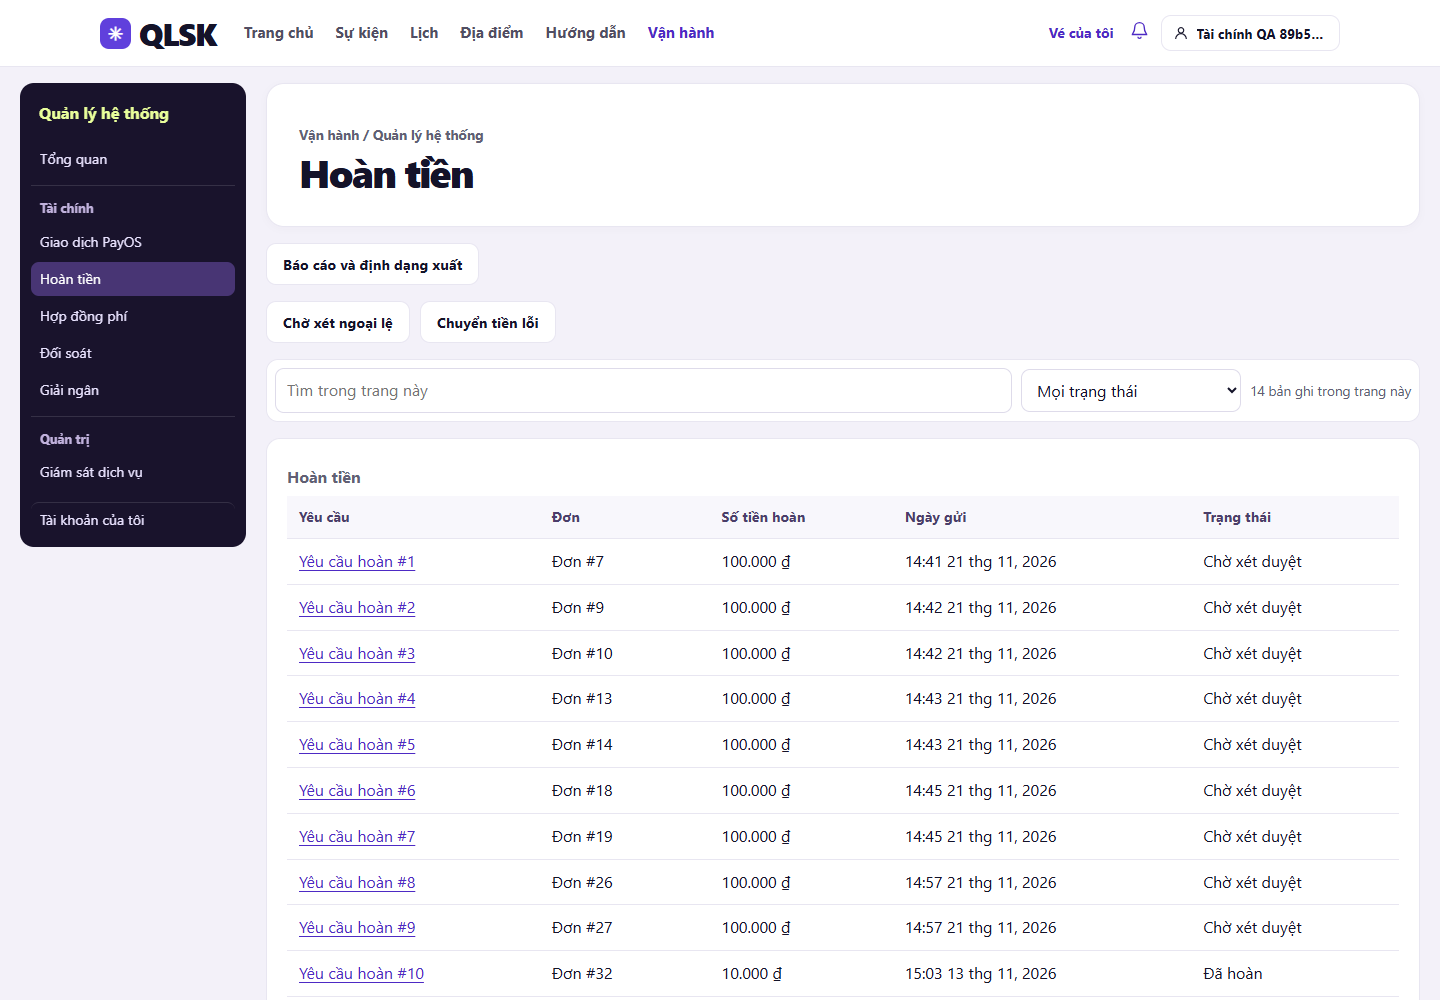 QLSK Trang chủ Sự kiện Lịch Địa điểm Hướng dẫn Vận hành Vé của tôi Tài chính QA 89b5...
Quản lý hệ thống
Tổng quan
Tài chính
Giao dịch PayOS
Hoàn tiền
Hợp đồng phí
Đối soát
Giải ngân
Quản trị
Giám sát dịch vụ
Tài khoản của tôi
Vận hành / Quản lý hệ thống
Hoàn tiền
Báo cáo và định dạng xuất
Chờ xét ngoại lệ Chuyển tiền lỗi
Tìm trong trang này Mọi trạng thái 14 bản ghi trong trang này
Hoàn tiền
Yêu cầu Đơn Số tiền hoàn Ngày gửi Trạng thái
Yêu cầu hoàn #1 Đơn #7 100.000 ₫ 14:41 21 thg 11, 2026 Chờ xét duyệt
Yêu cầu hoàn #2 Đơn #9 100.000 ₫ 14:42 21 thg 11, 2026 Chờ xét duyệt
Yêu cầu hoàn #3 Đơn #10 100.000 ₫ 14:42 21 thg 11, 2026 Chờ xét duyệt
Yêu cầu hoàn #4 Đơn #13 100.000 ₫ 14:43 21 thg 11, 2026 Chờ xét duyệt
Yêu cầu hoàn #5 Đơn #14 100.000 ₫ 14:43 21 thg 11, 2026 Chờ xét duyệt
Yêu cầu hoàn #6 Đơn #18 100.000 ₫ 14:45 21 thg 11, 2026 Chờ xét duyệt
Yêu cầu hoàn #7 Đơn #19 100.000 ₫ 14:45 21 thg 11, 2026 Chờ xét duyệt
Yêu cầu hoàn #8 Đơn #26 100.000 ₫ 14:57 21 thg 11, 2026 Chờ xét duyệt
Yêu cầu hoàn #9 Đơn #27 100.000 ₫ 14:57 21 thg 11, 2026 Chờ xét duyệt
Yêu cầu hoàn #10 Đơn #32 10.000 ₫ 15:03 13 thg 11, 2026 Đã hoàn